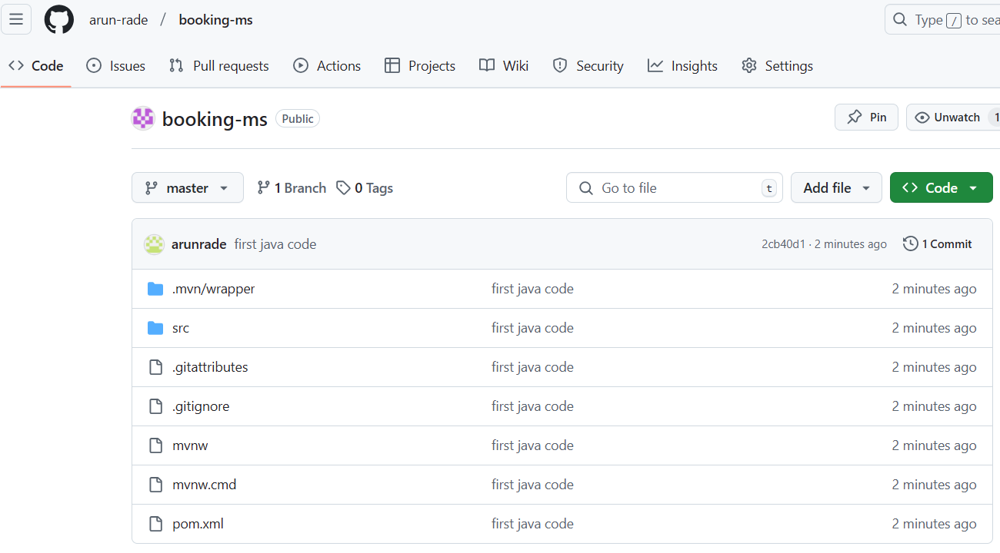 arun-rade / booking-ms Type / to sea
Code Issues Pull requests Actions Projects Wiki Security Insights Settings
booking-ms Public Pin Unwatch 1
master 1 Branch 0 Tags Go to file t Add file Code
arunrade first java code 2cb40d1 · 2 minutes ago 1 Commit
.mvn/wrapper first java code 2 minutes ago
src first java code 2 minutes ago
.gitattributes first java code 2 minutes ago
.gitignore first java code 2 minutes ago
mvnw first java code 2 minutes ago
mvnw.cmd first java code 2 minutes ago
pom.xml first java code 2 minutes ago